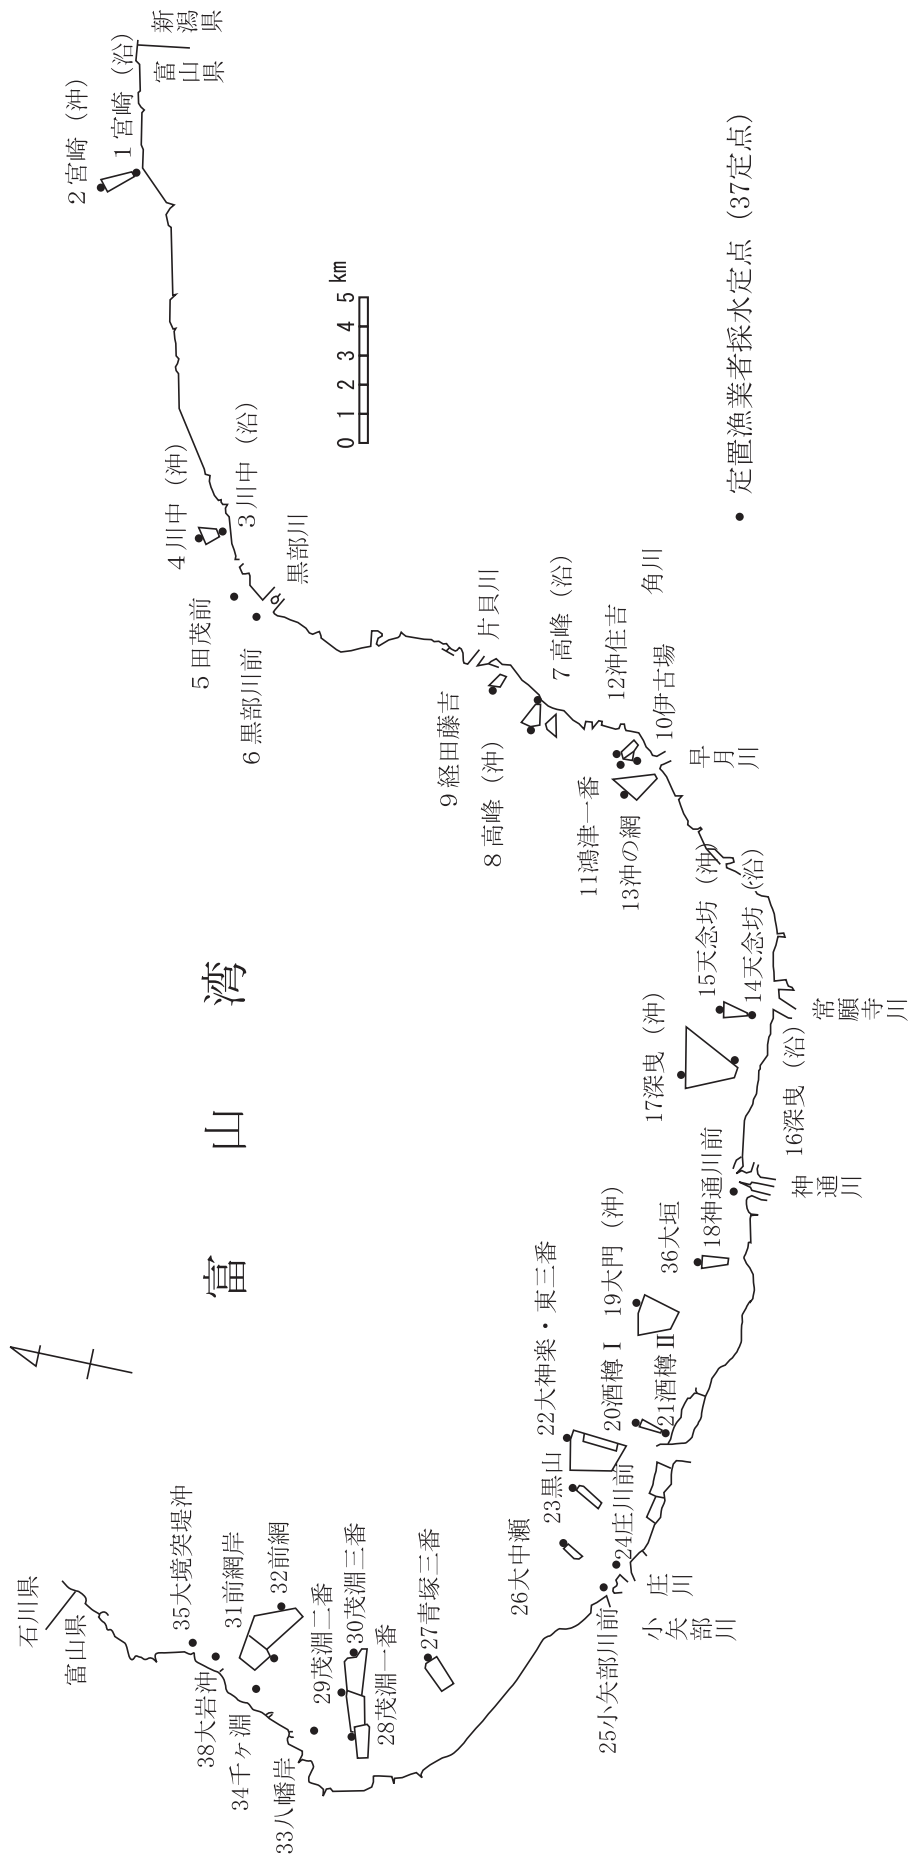 新潟県
富山県
2宮崎（沖）
1宮崎（沿）
4川中（沖）
3川中（沿）
5田茂前
6黒部川前
黒部川
0 1 2 3 4 5 km
片貝川
9経田藤吉
8高峰（沖）
7高峰（沿）
12沖住吉
角川
10伊古場
11鴻津一番
13沖の網
早月川
15天念坊（沖）
14天念坊（沿）
常願寺川
17深曳（沖）
16深曳（沿）
18神通川前
神通川
36大垣
19大門（沖）
20酒樽Ⅰ
21酒樽Ⅱ
22大神楽・東三番
23黒山
24庄川前
庄川
小矢部川
25小矢部川前
26大中瀬
27青塚三番
28茂淵一番
29茂淵二番
30茂淵三番
31前網岸
32前網
33八幡岸
34千ヶ淵
38大岩沖
35大境突堤沖
石川県
富山県
富山湾
● 定置漁業者採水定点（37定点）